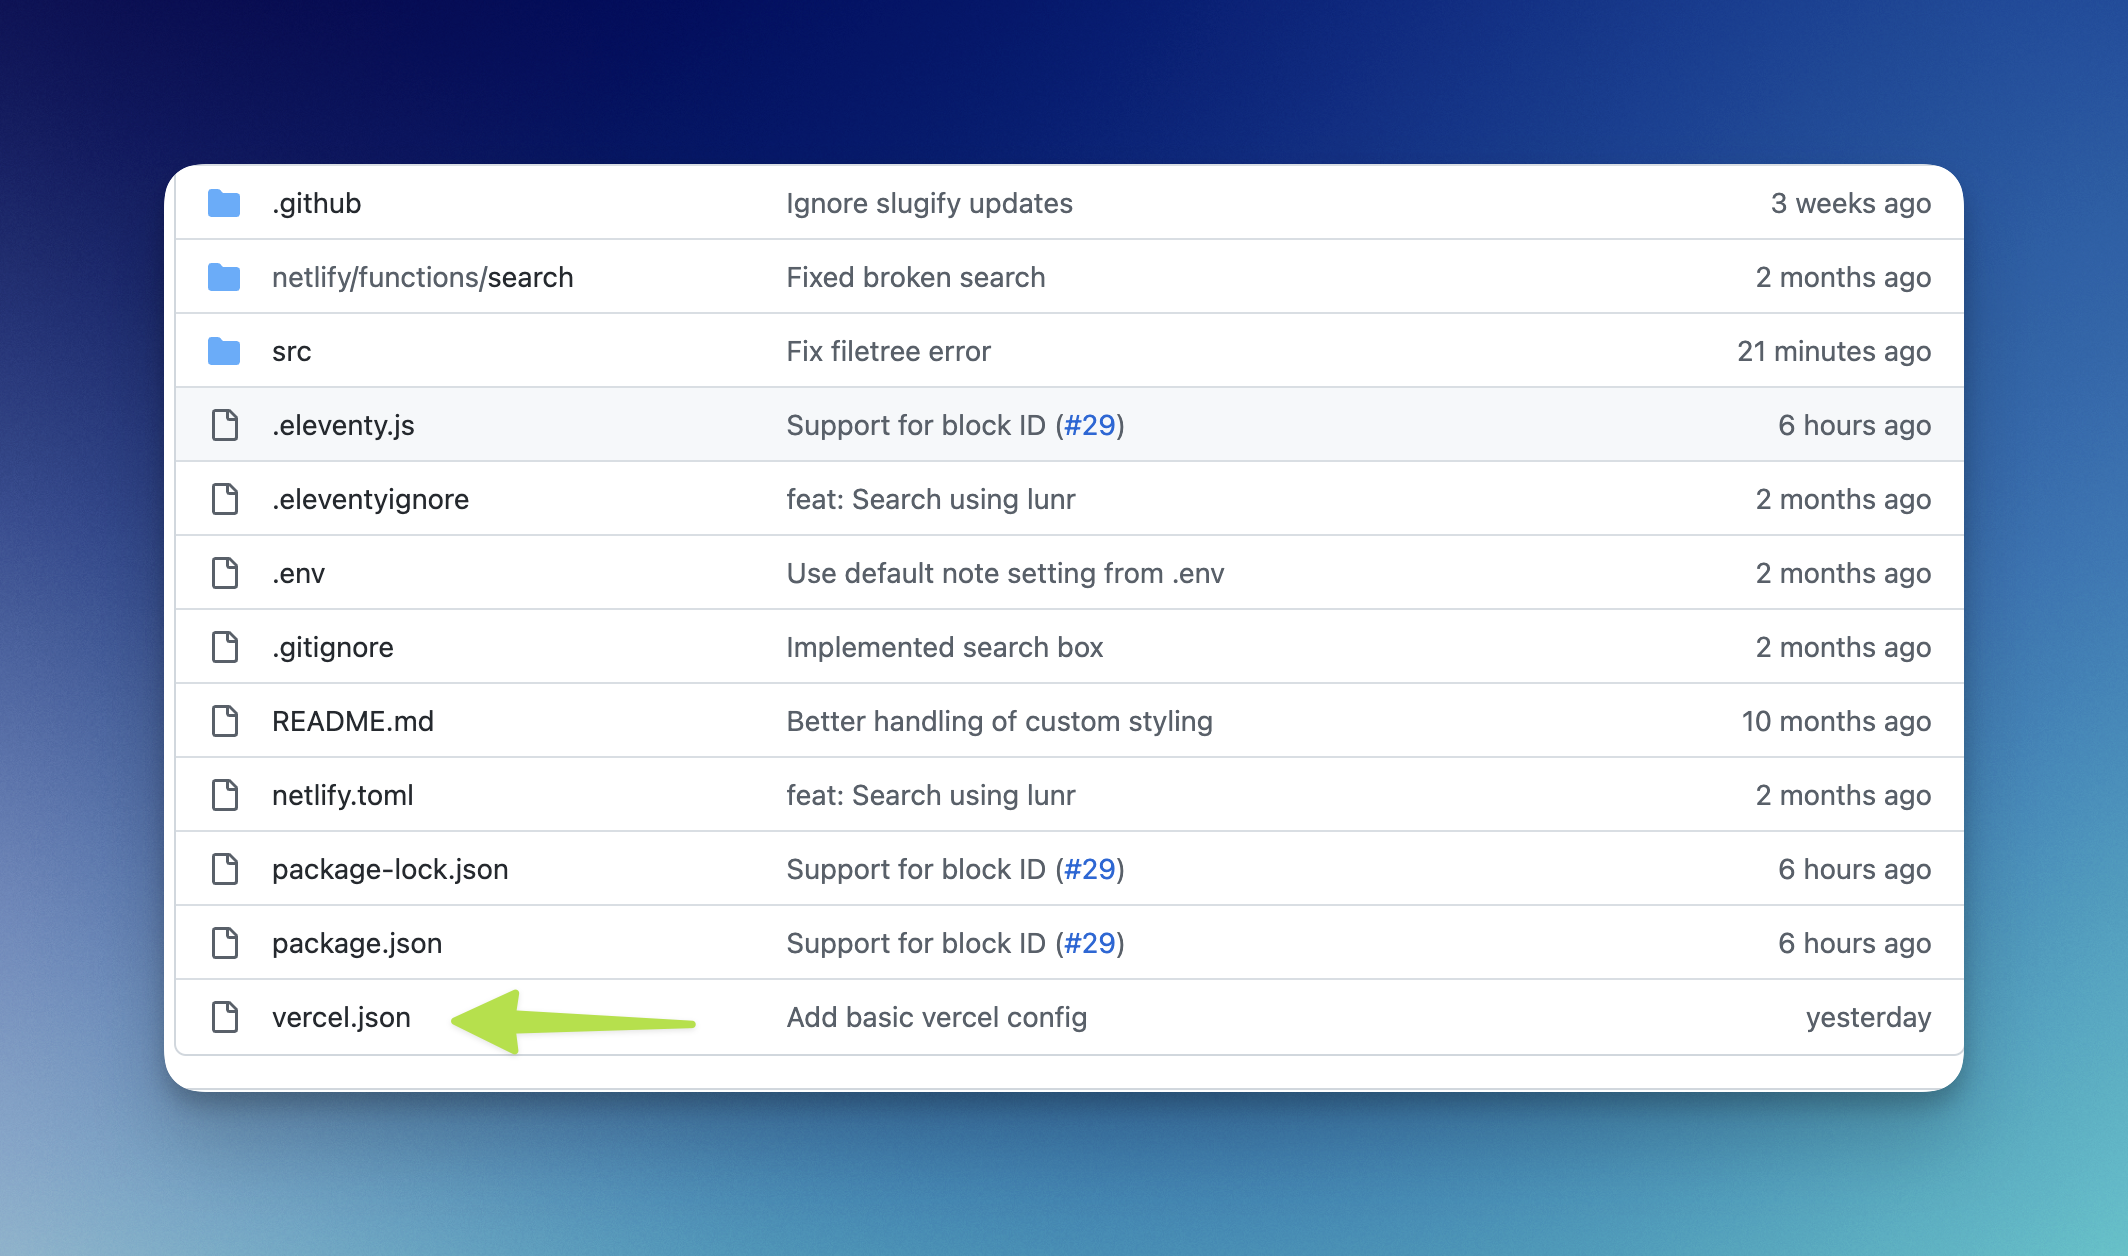 .github Ignore slugify updates 3 weeks ago
netlify/functions/search Fixed broken search 2 months ago
src Fix filetree error 21 minutes ago
.eleventy.js Support for block ID (#29) 6 hours ago
.eleventyignore feat: Search using lunr 2 months ago
.env Use default note setting from .env 2 months ago
.gitignore Implemented search box 2 months ago
README.md Better handling of custom styling 10 months ago
netlify.toml feat: Search using lunr 2 months ago
package-lock.json Support for block ID (#29) 6 hours ago
package.json Support for block ID (#29) 6 hours ago
vercel.json Add basic vercel config yesterday